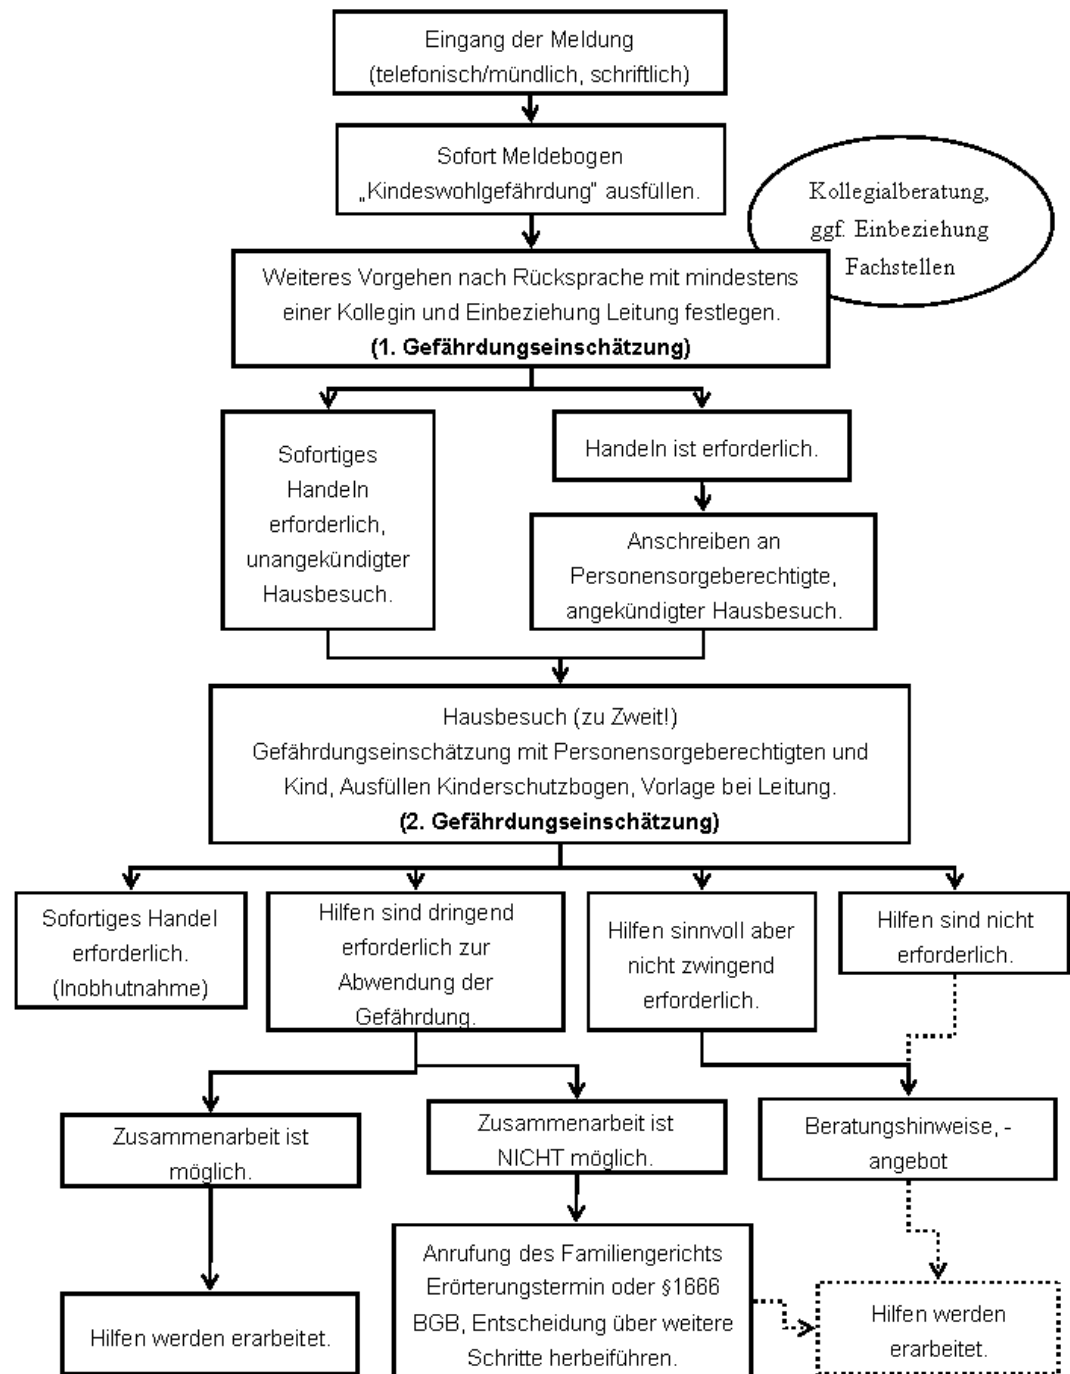 Eingang der Meldung
(telefonisch/mündlich, schriftlich)
Sofort Meldebogen
„Kindeswohlgefährdung“ ausfüllen.
Kollegialberatung,
ggf. Einbeziehung
Fachstellen
Weiteres Vorgehen nach Rücksprache mit mindestens
einer Kollegin und Einbeziehung Leitung festlegen.
(1. Gefährdungseinschätzung)
Sofortiges
Handeln
erforderlich,
unangekündigter
Hausbesuch.
Handeln ist erforderlich.
Anschreiben an
Personensorgeberechtigte,
angekündigter Hausbesuch.
Hausbesuch (zu Zweit!)
Gefährdungseinschätzung mit Personensorgeberechtigten und
Kind, Ausfüllen Kinderschutzbogen, Vorlage bei Leitung.
(2. Gefährdungseinschätzung)
Sofortiges Handel
erforderlich.
(Inobhutnahme)
Hilfen sind dringend
erforderlich zur
Abwendung der
Gefährdung.
Hilfen sinnvoll aber
nicht zwingend
erforderlich.
Hilfen sind nicht
erforderlich.
Zusammenarbeit ist
möglich.
Zusammenarbeit ist
NICHT möglich.
Beratungshinweise, -
angebot
Hilfen werden erarbeitet.
Anrufung des Familiengerichts
Erörterungstermin oder §1666
BGB, Entscheidung über weitere
Schritte herbeiführen.
Hilfen werden
erarbeitet.